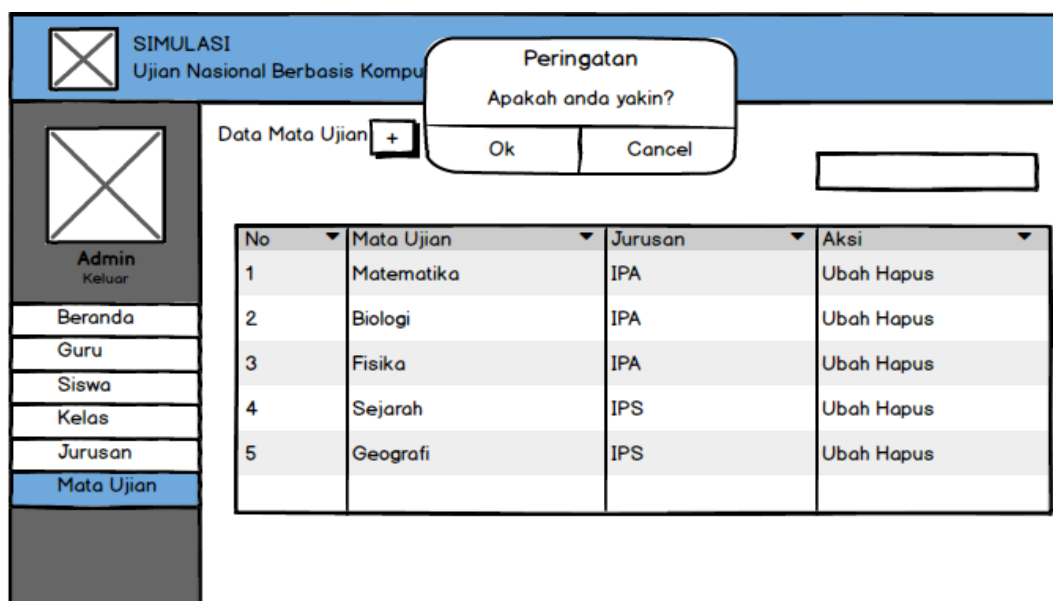 SIMULASI
Ujian Nasional Berbasis Kompu
Peringatan
Apakah anda yakin?
Ok Cancel
Data Mata Ujian +
Admin
Keluar
Beranda
Guru
Siswa
Kelas
Jurusan
Mata Ujian
No Mata Ujian Jurusan Aksi
1 Matematika IPA Ubah Hapus
2 Biologi IPA Ubah Hapus
3 Fisika IPA Ubah Hapus
4 Sejarah IPS Ubah Hapus
5 Geografi IPS Ubah Hapus